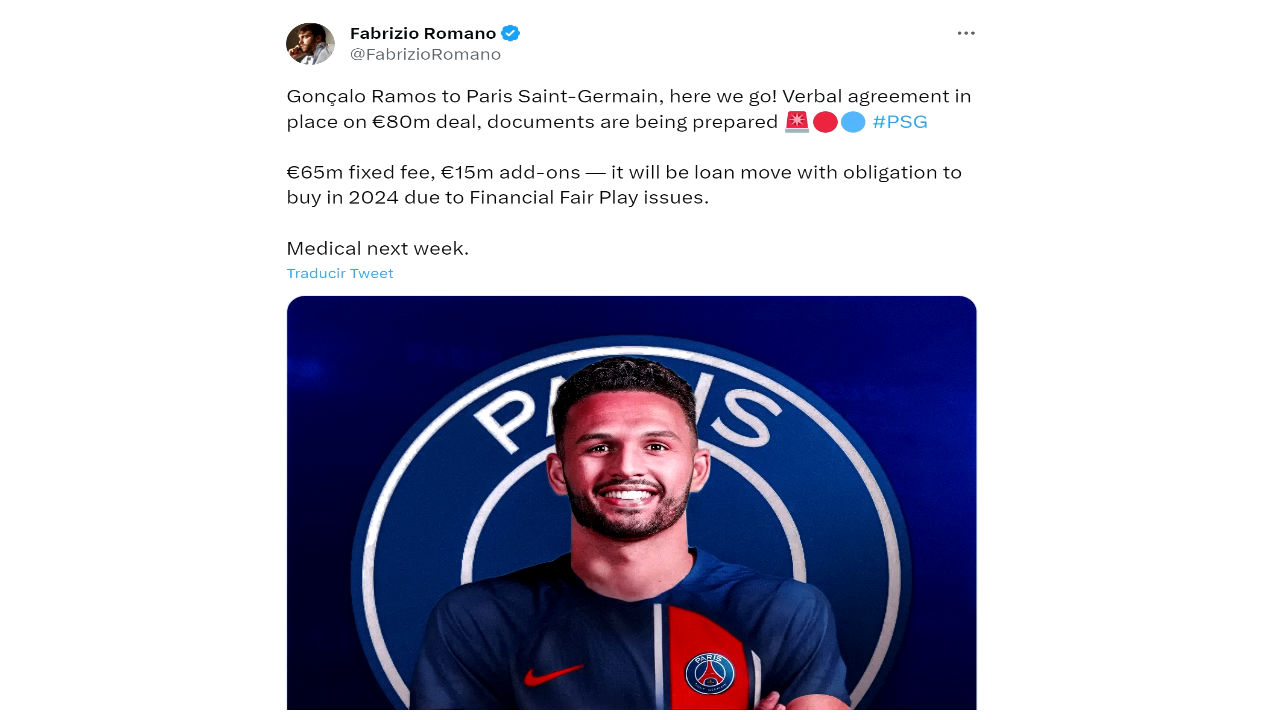 Fabrizio Romano
@FabrizioRomano
Gonçalo Ramos to Paris Saint-Germain, here we go! Verbal agreement in
place on €80m deal, documents are being prepared 🚨🔴🔵 #PSG
€65m fixed fee, €15m add-ons — it will be loan move with obligation to
buy in 2024 due to Financial Fair Play issues.
Medical next week.
Traducir Tweet
PARIS
PARIS